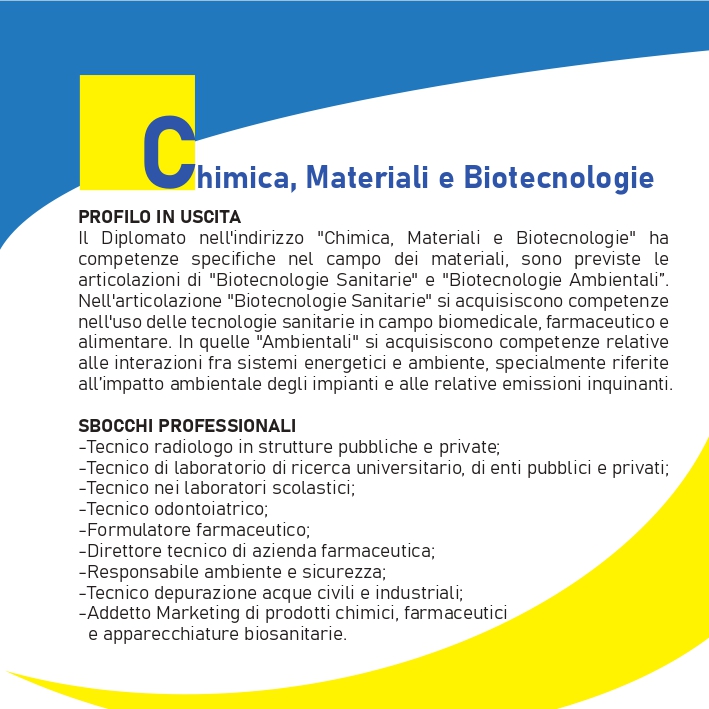 Chimica, Materiali e Biotecnologie
PROFILO IN USCITA
Il Diplomato nell'indirizzo "Chimica, Materiali e Biotecnologie" ha
competenze specifiche nel campo dei materiali, sono previste le
articolazioni di "Biotecnologie Sanitarie" e "Biotecnologie Ambientali”.
Nell'articolazione "Biotecnologie Sanitarie" si acquisiscono competenze
nell'uso delle tecnologie sanitarie in campo biomedicale, farmaceutico e
alimentare. In quelle "Ambientali" si acquisiscono competenze relative
alle interazioni fra sistemi energetici e ambiente, specialmente riferite
all’impatto ambientale degli impianti e alle relative emissioni inquinanti.
SBOCCHI PROFESSIONALI
-Tecnico radiologo in strutture pubbliche e private;
-Tecnico di laboratorio di ricerca universitario, di enti pubblici e privati;
-Tecnico nei laboratori scolastici;
-Tecnico odontoiatrico;
-Formulatore farmaceutico;
-Direttore tecnico di azienda farmaceutica;
-Responsabile ambiente e sicurezza;
-Tecnico depurazione acque civili e industriali;
-Addetto Marketing di prodotti chimici, farmaceutici
e apparecchiature biosanitarie.